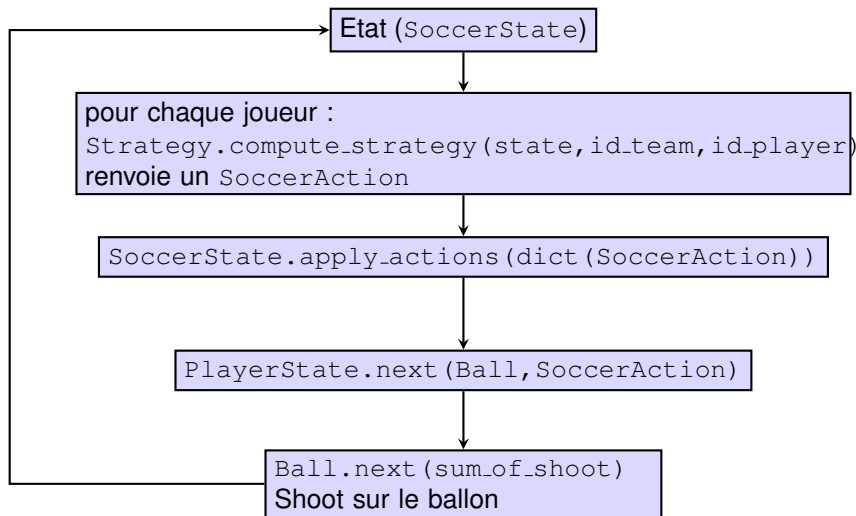 Etat (SoccerState)
pour chaque joueur :
Strategy.compute_strategy(state,id_team,id_player)
renvoie un SoccerAction
SoccerState.apply_actions(dict(SoccerAction))
PlayerState.next(Ball,SoccerAction)
Ball.next(sum_of_shoot)
Shoot sur le ballon